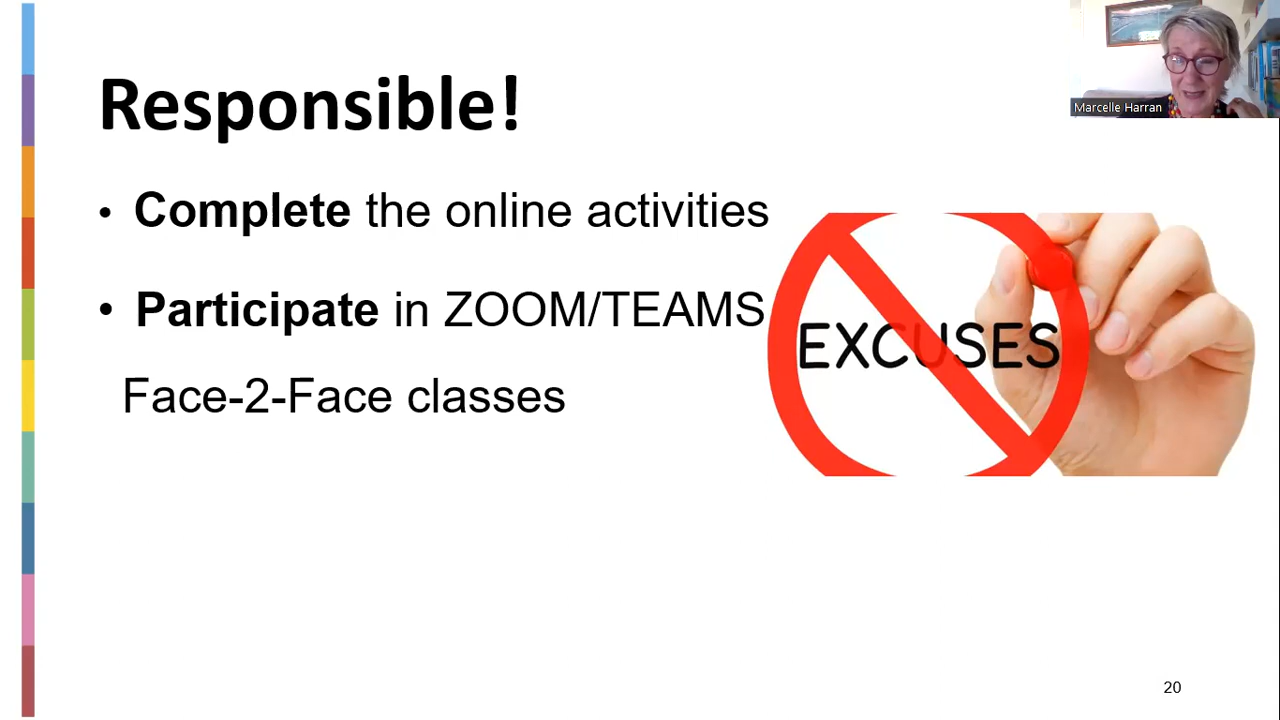 Responsible!
Marcelle Harran
• Complete the online activities
• Participate in ZOOM/TEAMS
Face-2-Face classes
EXCUSES
20